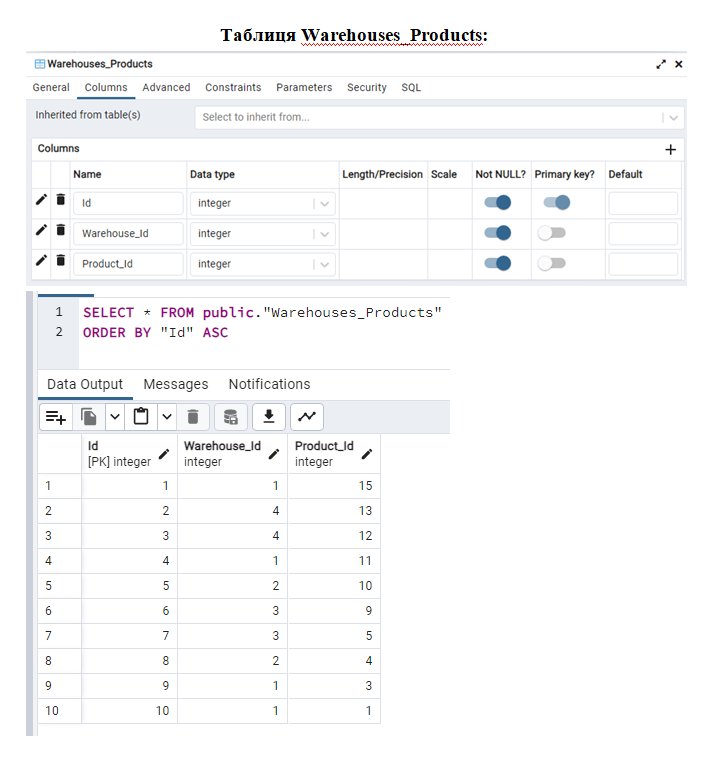 Таблиця Warehouses_Products:
Warehouses_Products
General Columns Advanced Constraints Parameters Security SQL
Inherited from table(s) Select to inherit from...
Columns
Name Data type Length/Precision Scale Not NULL? Primary key? Default
Id integer
Warehouse_Id integer
Product_Id integer
1 SELECT * FROM public."Warehouses_Products"
2 ORDER BY "Id" ASC
Data Output Messages Notifications
Id Warehouse_Id Product_Id
[PK] integer integer integer
1 1 1 15
2 2 4 13
3 3 4 12
4 4 1 11
5 5 2 10
6 6 3 9
7 7 3 5
8 8 2 4
9 9 1 3
10 10 1 1